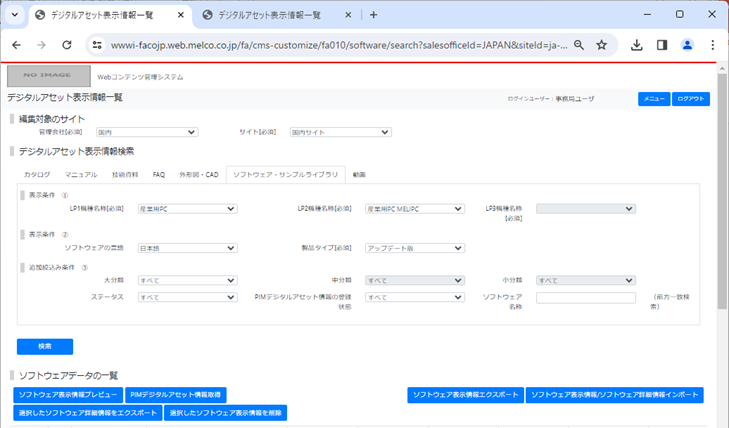 デジタルアセット表示情報一覧
デジタルアセット表示情報一覧
wwwi-facojp.web.melco.co.jp/fa/cms-customize/fa010/software/search?salesofficeId=JAPAN&siteId=ja-...
NO IMAGE Webコンテンツ管理システム
デジタルアセット表示情報一覧 ログインユーザー：事務局ユーザ メニュー ログアウト
編集対象のサイト
管理会社[必須] 国内 サイト[必須] 国内サイト
デジタルアセット表示情報検索
カタログ マニュアル 技術資料 FAQ 外形図・CAD ソフトウェア・サンプルライブラリ 動画
表示条件 ①
LP1機種名称[必須] 産業用PC LP2機種名称[必須] 産業用PC MELIPC LP3機種名称
[必須]
表示条件 ②
ソフトウェアの言語 日本語 製品タイプ[必須] アップデート版
追加絞込み条件 ③
大分類 すべて 中分類 すべて 小分類 すべて
ステータス すべて PIMデジタルアセット情報の登録 すべて ソフトウェア （前方一致検
状態 名称 索）
検索
ソフトウェアデータの一覧
ソフトウェア表示情報プレビュー PIMデジタルアセット情報取得 ソフトウェア表示情報エクスポート ソフトウェア表示情報/ソフトウェア詳細情報インポート
選択したソフトウェア詳細情報をエクスポート 選択したソフトウェア表示情報を削除